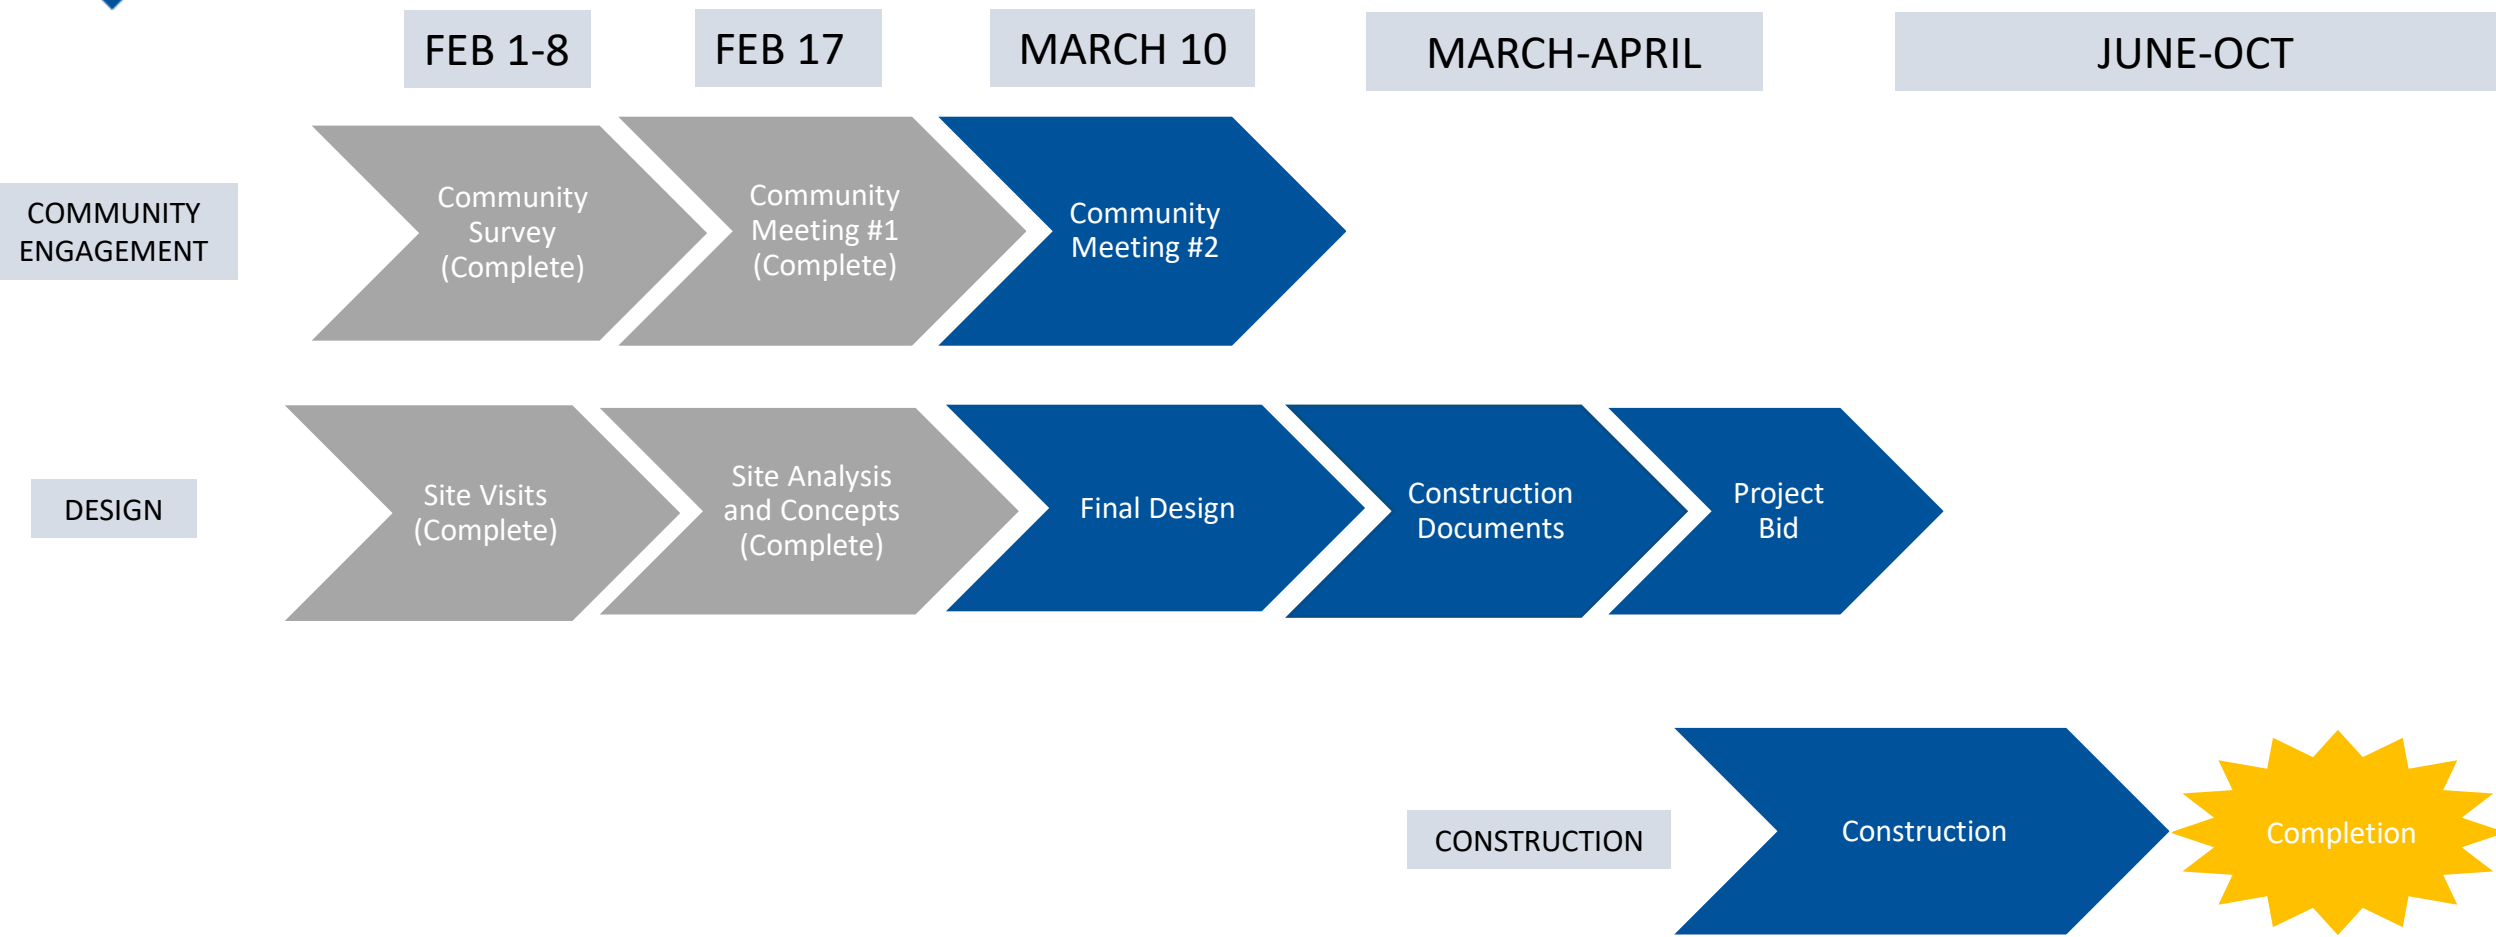 FEB 1-8
FEB 17
MARCH 10
MARCH-APRIL
JUNE-OCT
COMMUNITY
ENGAGEMENT
Community
Survey
(Complete)
Community
Meeting #1
(Complete)
Community
Meeting #2
DESIGN
Site Visits
(Complete)
Site Analysis
and Concepts
(Complete)
Final Design
Construction
Documents
Project
Bid
CONSTRUCTION
Construction
Completion